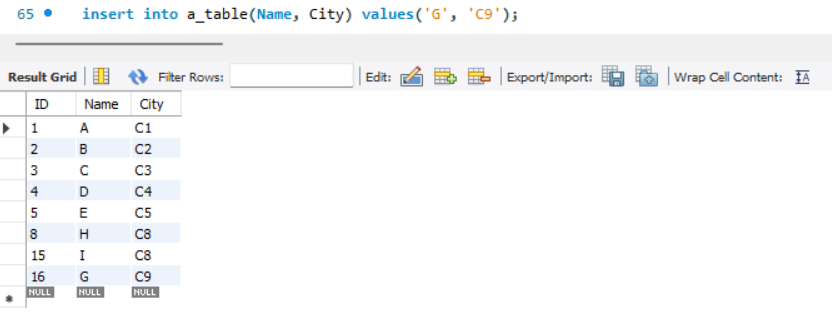 65 insert into a_table(Name, City) values('G', 'C9');
Result Grid Filter Rows: Edit: Export/Import: Wrap Cell Content: IA
ID Name City
1 A C1
2 B C2
3 C C3
4 D C4
5 E C5
8 H C8
15 I C8
16 G C9
NULL NULL NULL